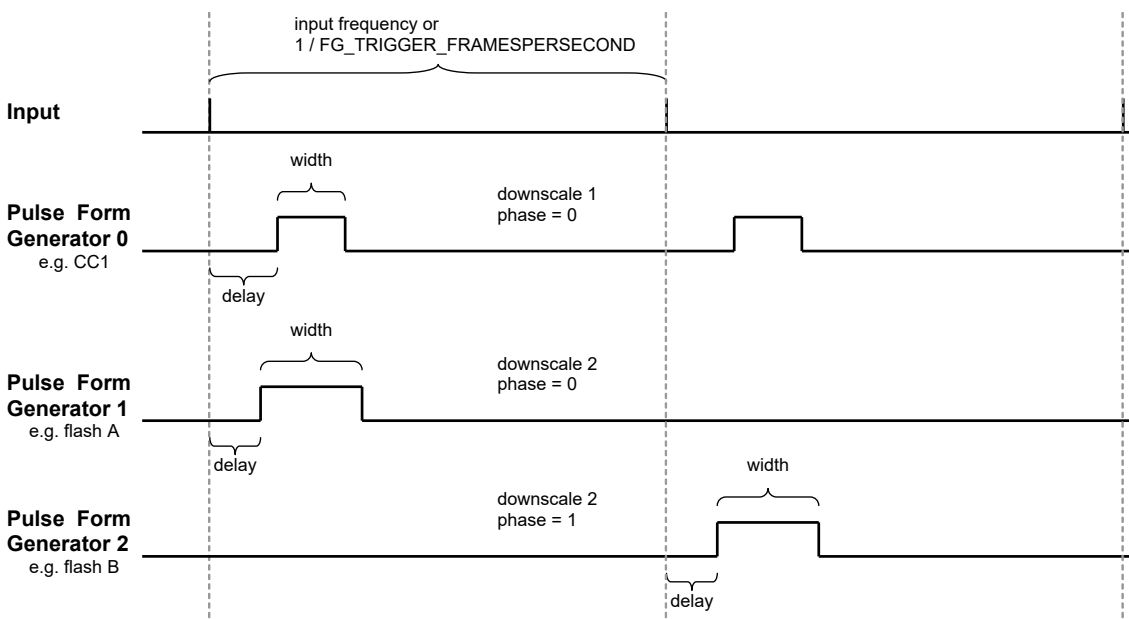 input frequency or
1 / FG_TRIGGER_FRAMESPERSECOND
Input
width
downscale 1
phase = 0
Pulse Form
Generator 0
e.g. CC1
delay
width
downscale 2
phase = 0
Pulse Form
Generator 1
e.g. flash A
delay
width
downscale 2
phase = 1
Pulse Form
Generator 2
e.g. flash B
delay